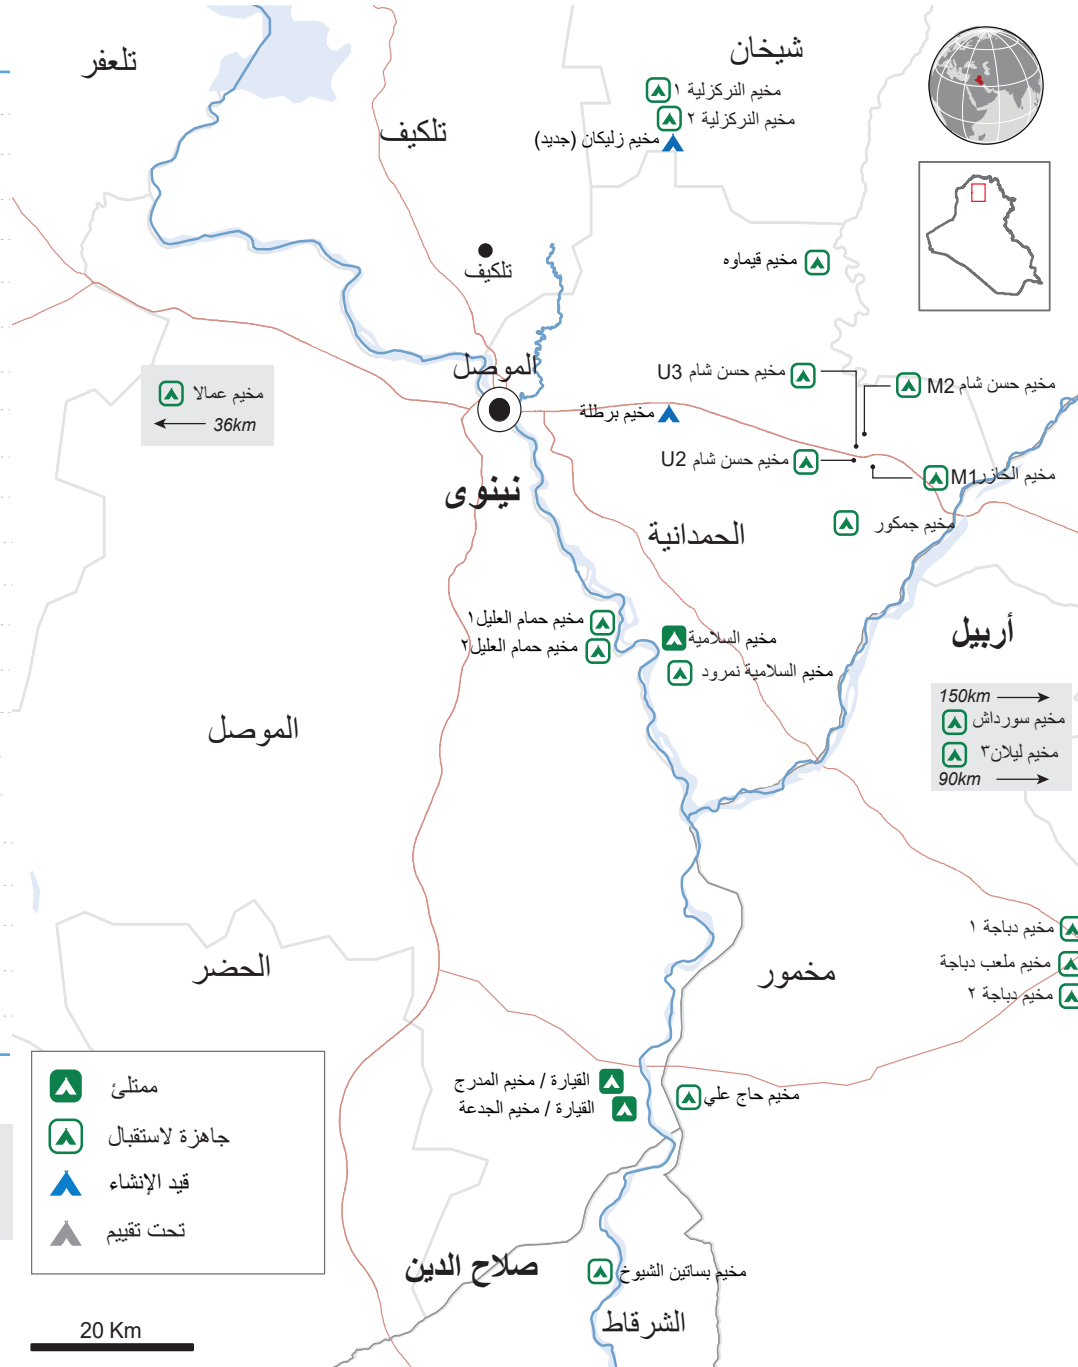 شيخان
تلعفر
مخيم النركزلية ١
مخيم النركزلية ٢
تلكيف
مخيم زليكان (جديد)
مخيم قيماوه
تلكيف
الموصل
مخيم حسن شام U3
مخيم حسن شام M2
مخيم عمالا
36km
مخيم برطلة
مخيم حسن شام U2
مخيم الخازر M1
نينوى
مخيم جمكور
الحمدانية
مخيم حمام العليل١
مخيم حمام العليل٢
مخيم السلامية
مخيم السلامية نمرود
أربيل
150km
مخيم سورداش
مخيم ليلان٣
90km
الموصل
مخيم دباجة ١
مخيم ملعب دباجة
مخيم دباجة ٢
الحضر
مخمور
القيارة / مخيم المدرج
القيارة / مخيم الجدعة
مخيم حاج علي
ممتلئ
جاهزة لاستقبال
قيد الإنشاء
تحت تقييم
صلاح الدين
مخيم بساتين الشيوخ
الشرقاط
20 Km